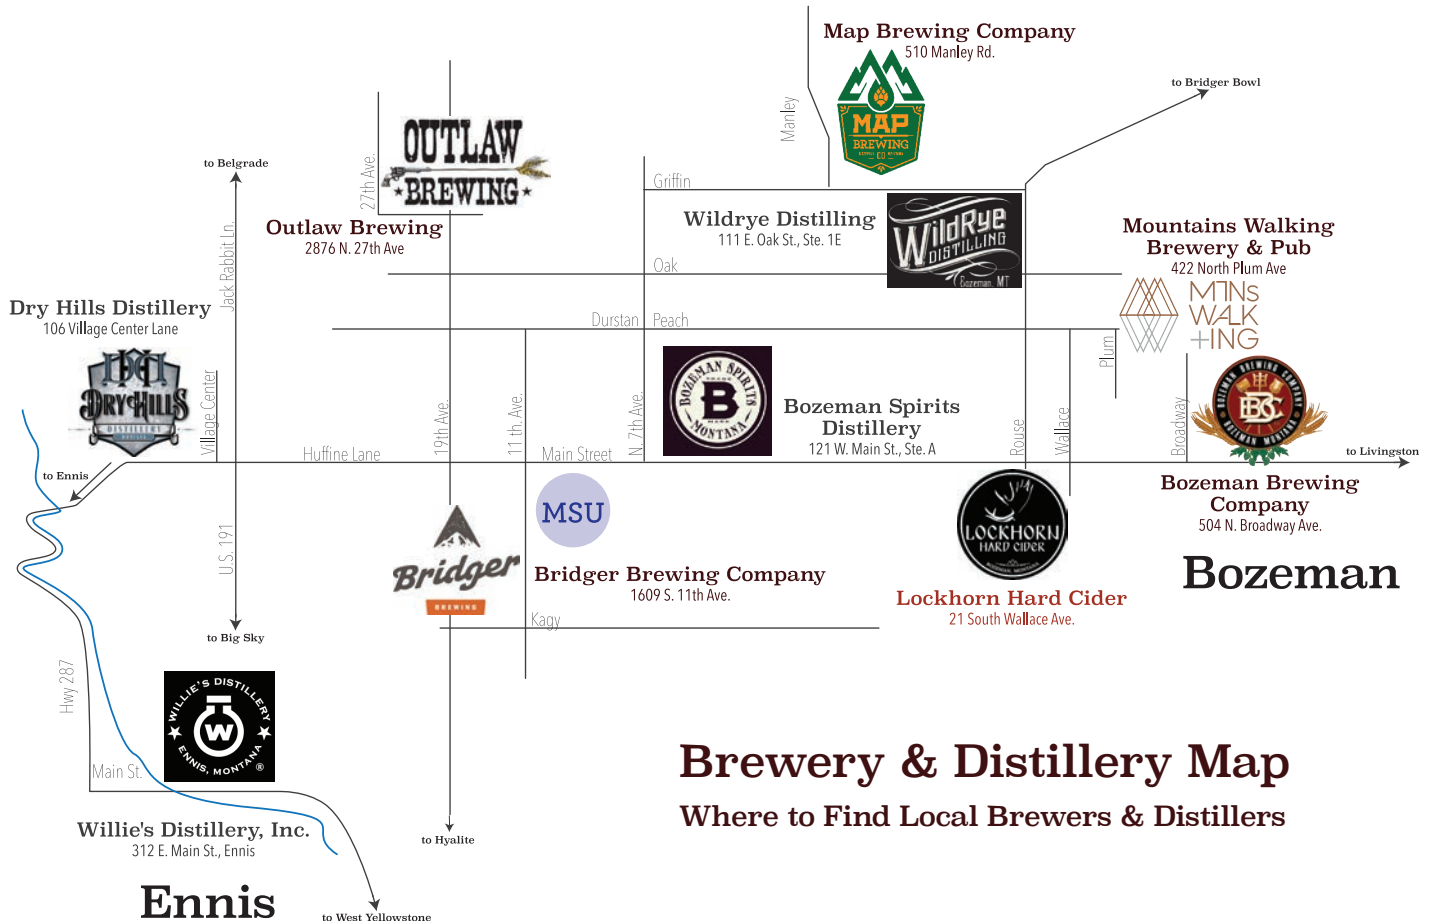 Map Brewing Company
510 Manley Rd.
MAP
BREWING
CO
to Bridger Bowl
Manley
OUTLAW
BREWING
27th Ave.
to Belgrade
Outlaw Brewing
2876 N. 27th Ave
Jack Rabbit Ln.
Griffin
Wildrye Distilling
111 E. Oak St., Ste. 1E
WildRye
DISTILLING
Bozeman, MT
Oak
Mountains Walking
Brewery & Pub
422 North Plum Ave
MTNS
WALK
+ING
Dry Hills Distillery
106 Village Center Lane
DRY HILLS
DISTILLERY
Durstan
Peach
Plum
Village Center
19th Ave.
11 th. Ave.
N. 7th Ave.
BOZEMAN SPIRITS
B
MONTANA
Bozeman Spirits
Distillery
121 W. Main St., Ste. A
Rouse
Wallace
Broadway
BOZEMAN BREWING COMPANY
BBC
BOZEMAN MONTANA
Huffine Lane
Main Street
to Livingston
to Ennis
Bozeman Brewing
Company
504 N. Broadway Ave.
MSU
LOCKHORN
HARD CIDER
BOZEMAN, MONTANA
U.S. 191
Bridger
BREWING
Bridger Brewing Company
1609 S. 11th Ave.
Bozeman
Lockhorn Hard Cider
21 South Wallace Ave.
Kagy
to Big Sky
Hwy 287
WILLIE'S DISTILLERY
W
ENNIS, MONTANA
®
Main St.
Brewery & Distillery Map
Where to Find Local Brewers & Distillers
Willie's Distillery, Inc.
312 E. Main St., Ennis
to Hyalite
Ennis
to West Yellowstone